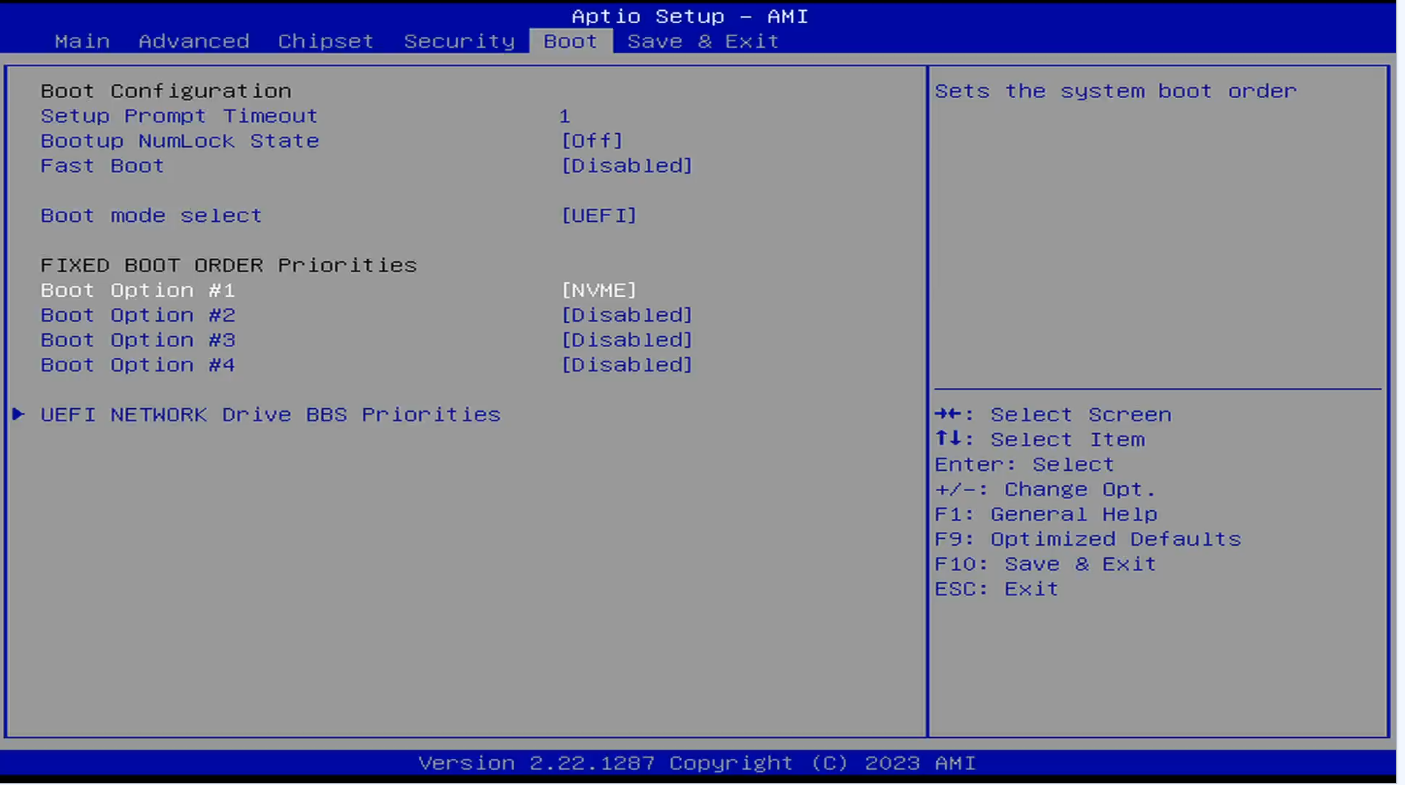 Aptio Setup - AMI
Main Advanced Chipset Security Boot Save & Exit
Boot Configuration
Setup Prompt Timeout 1
Bootup NumLock State [Off]
Fast Boot [Disabled]
Boot mode select [UEFI]
FIXED BOOT ORDER Priorities
Boot Option #1 [NVME]
Boot Option #2 [Disabled]
Boot Option #3 [Disabled]
Boot Option #4 [Disabled]
UEFI NETWORK Drive BBS Priorities
Sets the system boot order
→←: Select Screen
↑↓: Select Item
Enter: Select
+/-: Change Opt.
F1: General Help
F9: Optimized Defaults
F10: Save & Exit
ESC: Exit
Version 2.22.1287 Copyright (C) 2023 AMI